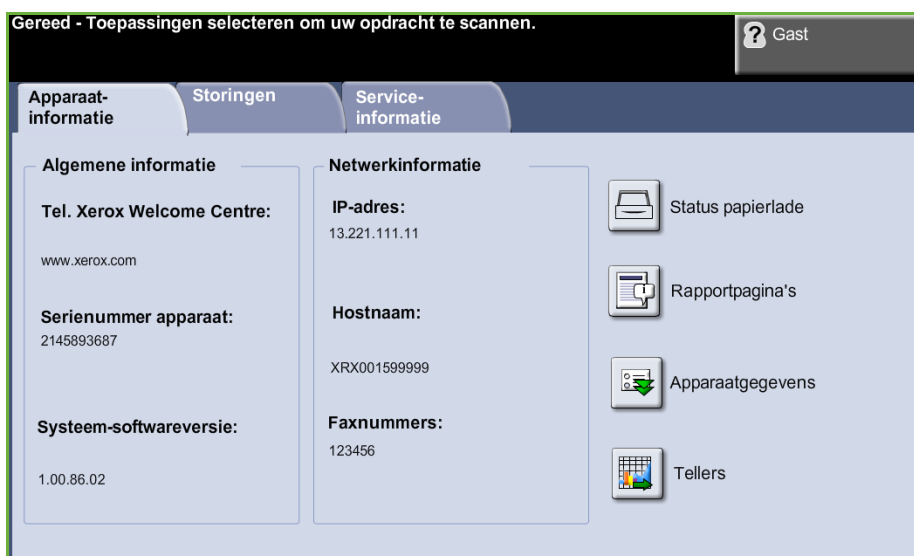 Gereed - Toepassingen selecteren om uw opdracht te scannen.
Gast
Apparaat-
informatie
Storingen
Service-
informatie
Algemene informatie
Tel. Xerox Welcome Centre:
www.xerox.com
Serienummer apparaat:
2145893687
Systeem-softwareversie:
1.00.86.02
Netwerkinformatie
IP-adres:
13.221.111.11
Hostnaam:
XRX001599999
Faxnummers:
123456
Status papierlade
Rapportpagina's
Apparaatgegevens
Tellers